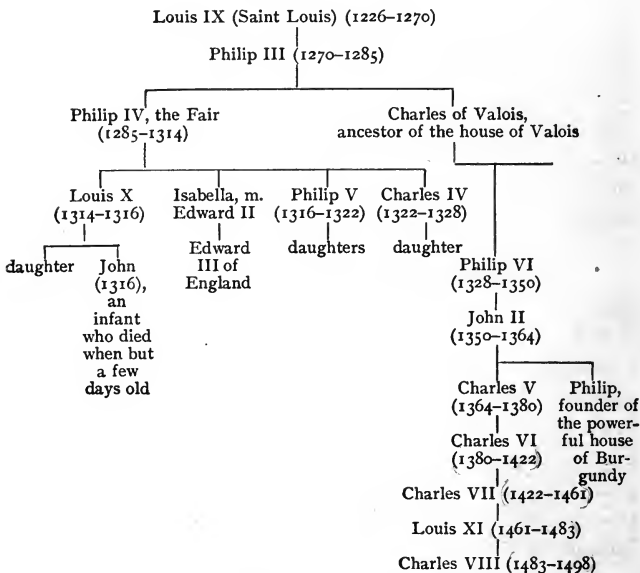 Louis IX (Saint Louis) (1226–1270)
Philip III (1270–1285)
Philip IV, the Fair
(1285–1314)
Charles of Valois,
ancestor of the house of Valois
Louis X
(1314–1316)
Isabella, m.
Edward II
Philip V
(1316–1322)
Charles IV
(1322–1328)
daughter
John
(1316),
an
infant
who died
when but
a few
days old
Edward
III of
England
daughters
daughter
Philip VI
(1328–1350)
John II
(1350–1364)
Charles V
(1364–1380)
Philip,
founder of
the power-
ful house
of Bur-
gundy
Charles VI
(1380–1422)
Charles VII (1422–1461)
Louis XI (1461–1483)
Charles VIII (1483–1498)